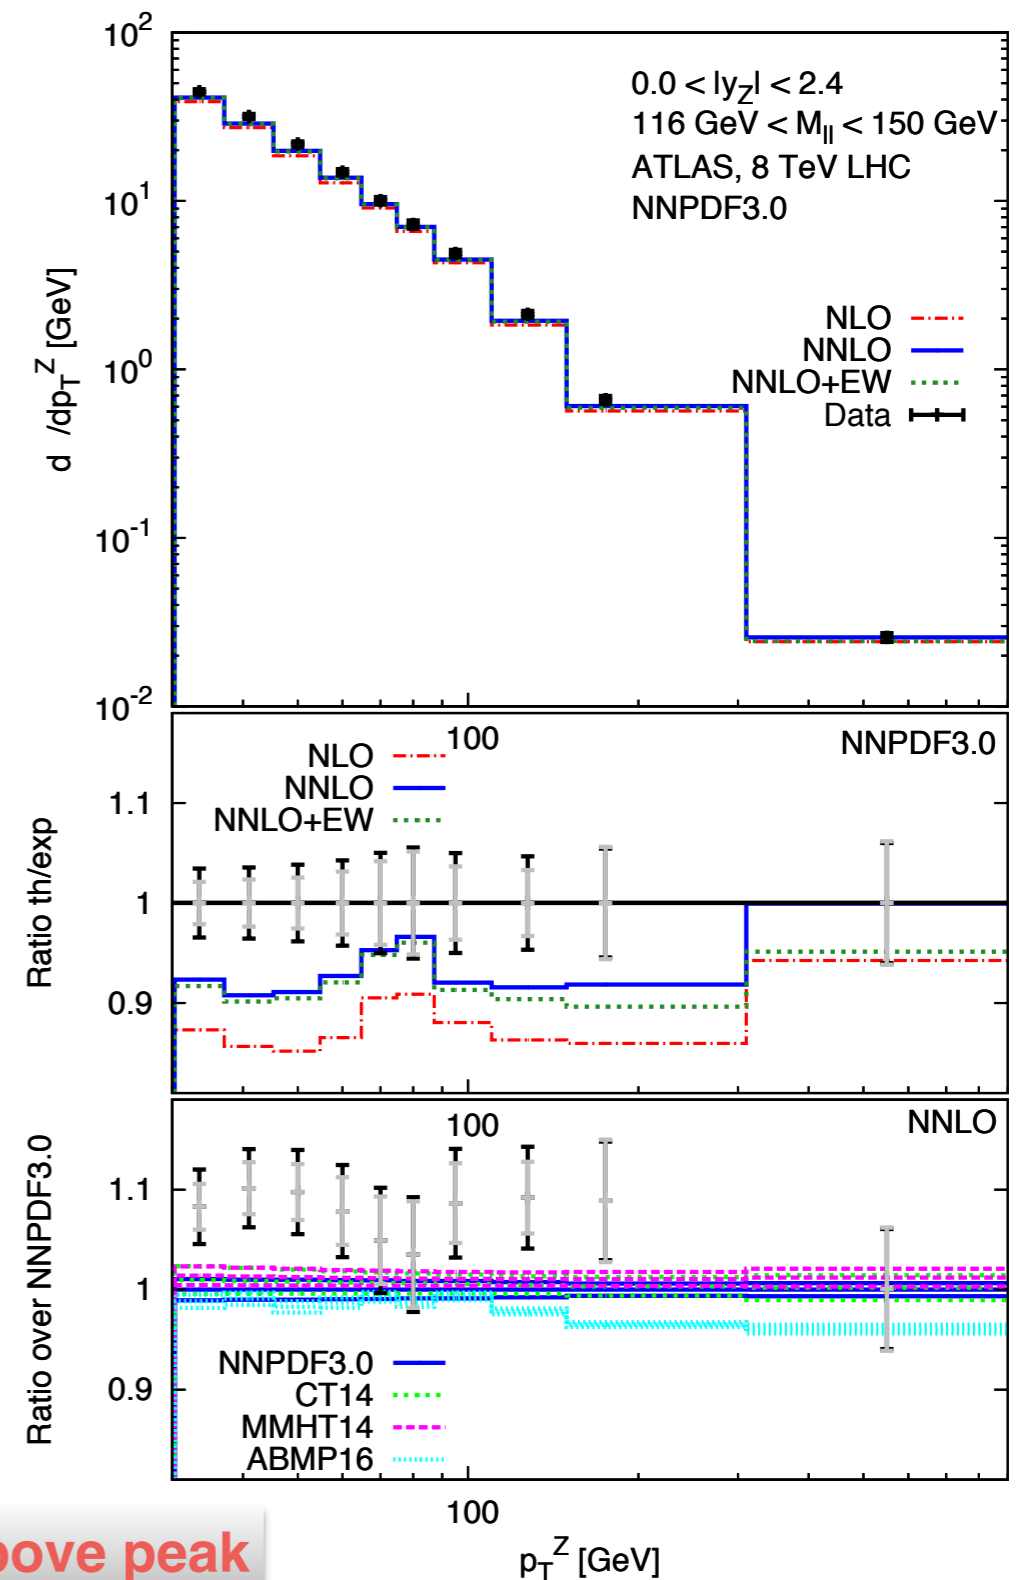 10^2
10^1
10^0
10^-1
10^-2
d /dp_T^Z [GeV]
0.0 < |y_Z| < 2.4
116 GeV < M_ll < 150 GeV
ATLAS, 8 TeV LHC
NNPDF3.0
NLO
NNLO
NNLO+EW
Data
100
NNPDF3.0
NLO
NNLO
NNLO+EW
1.1
1
0.9
Ratio th/exp
100
NNLO
1.1
1
0.9
Ratio over NNPDF3.0
NNPDF3.0
CT14
MMHT14
ABMP16
100
p_T^Z [GeV]
peak